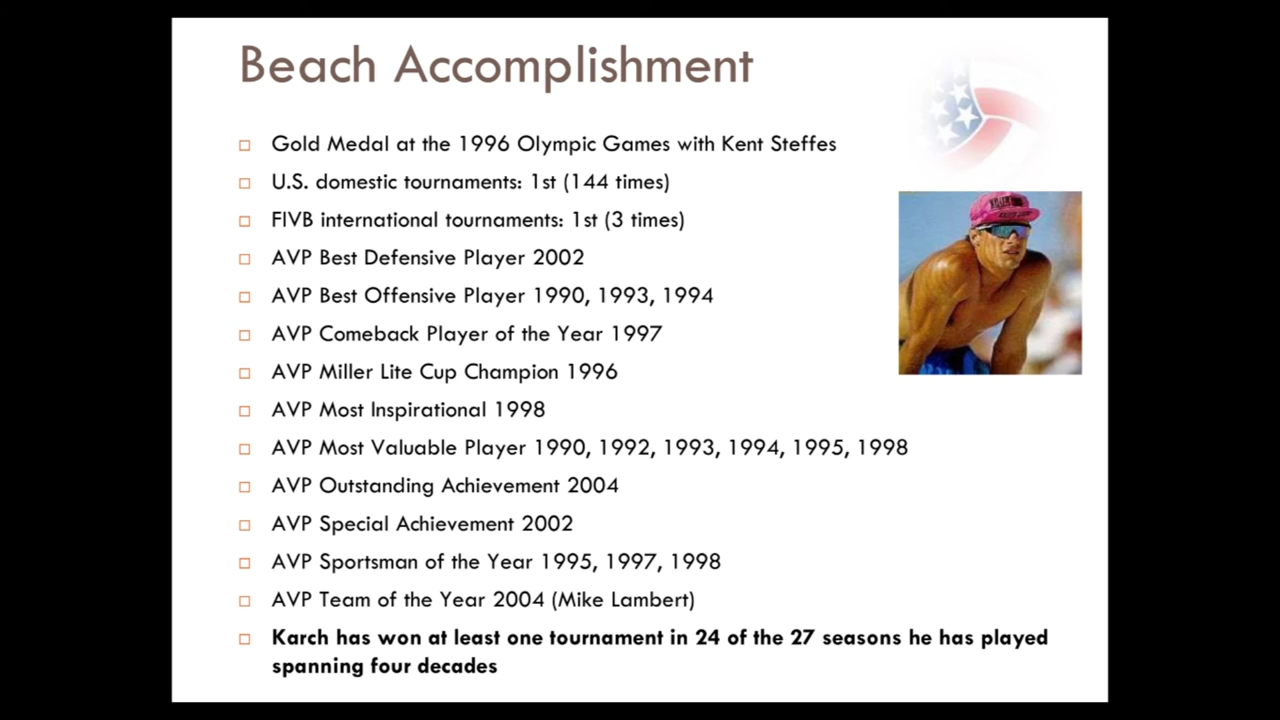 Beach Accomplishment
Gold Medal at the 1996 Olympic Games with Kent Steffes
U.S. domestic tournaments: 1st (144 times)
FIVB international tournaments: 1st (3 times)
AVP Best Defensive Player 2002
AVP Best Offensive Player 1990, 1993, 1994
AVP Comeback Player of the Year 1997
AVP Miller Lite Cup Champion 1996
AVP Most Inspirational 1998
AVP Most Valuable Player 1990, 1992, 1993, 1994, 1995, 1998
AVP Outstanding Achievement 2004
AVP Special Achievement 2002
AVP Sportsman of the Year 1995, 1997, 1998
AVP Team of the Year 2004 (Mike Lambert)
Karch has won at least one tournament in 24 of the 27 seasons he has played
spanning four decades